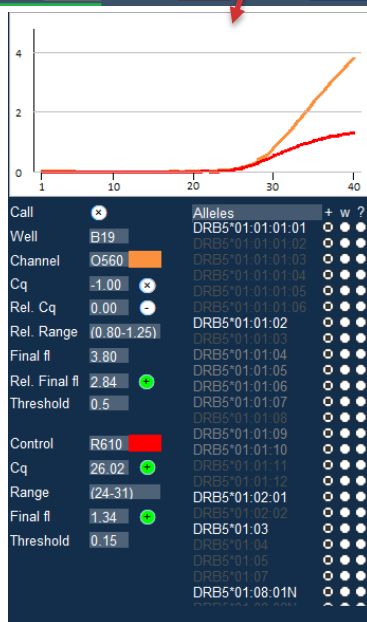 4
2
0
1 10 20 30 40
Call
Well B19
Channel O560
Cq -1.00
Rel. Cq 0.00
Rel. Range (0.80-1.25)
Final fl 3.80
Rel. Final fl 2.84
Threshold 0.5
Control R610
Cq 26.02
Range (24-31)
Final fl 1.34
Threshold 0.15
Alleles + w ?
DRB5*01:01:01:01
DRB5*01:01:01:02
DRB5*01:01:01:03
DRB5*01:01:01:04
DRB5*01:01:01:05
DRB5*01:01:01:06
DRB5*01:01:02
DRB5*01:01:03
DRB5*01:01:04
DRB5*01:01:05
DRB5*01:01:06
DRB5*01:01:07
DRB5*01:01:08
DRB5*01:01:09
DRB5*01:01:10
DRB5*01:01:11
DRB5*01:01:12
DRB5*01:02:01
DRB5*01:02:02
DRB5*01:03
DRB5*01:04
DRB5*01:05
DRB5*01:07
DRB5*01:08:01N